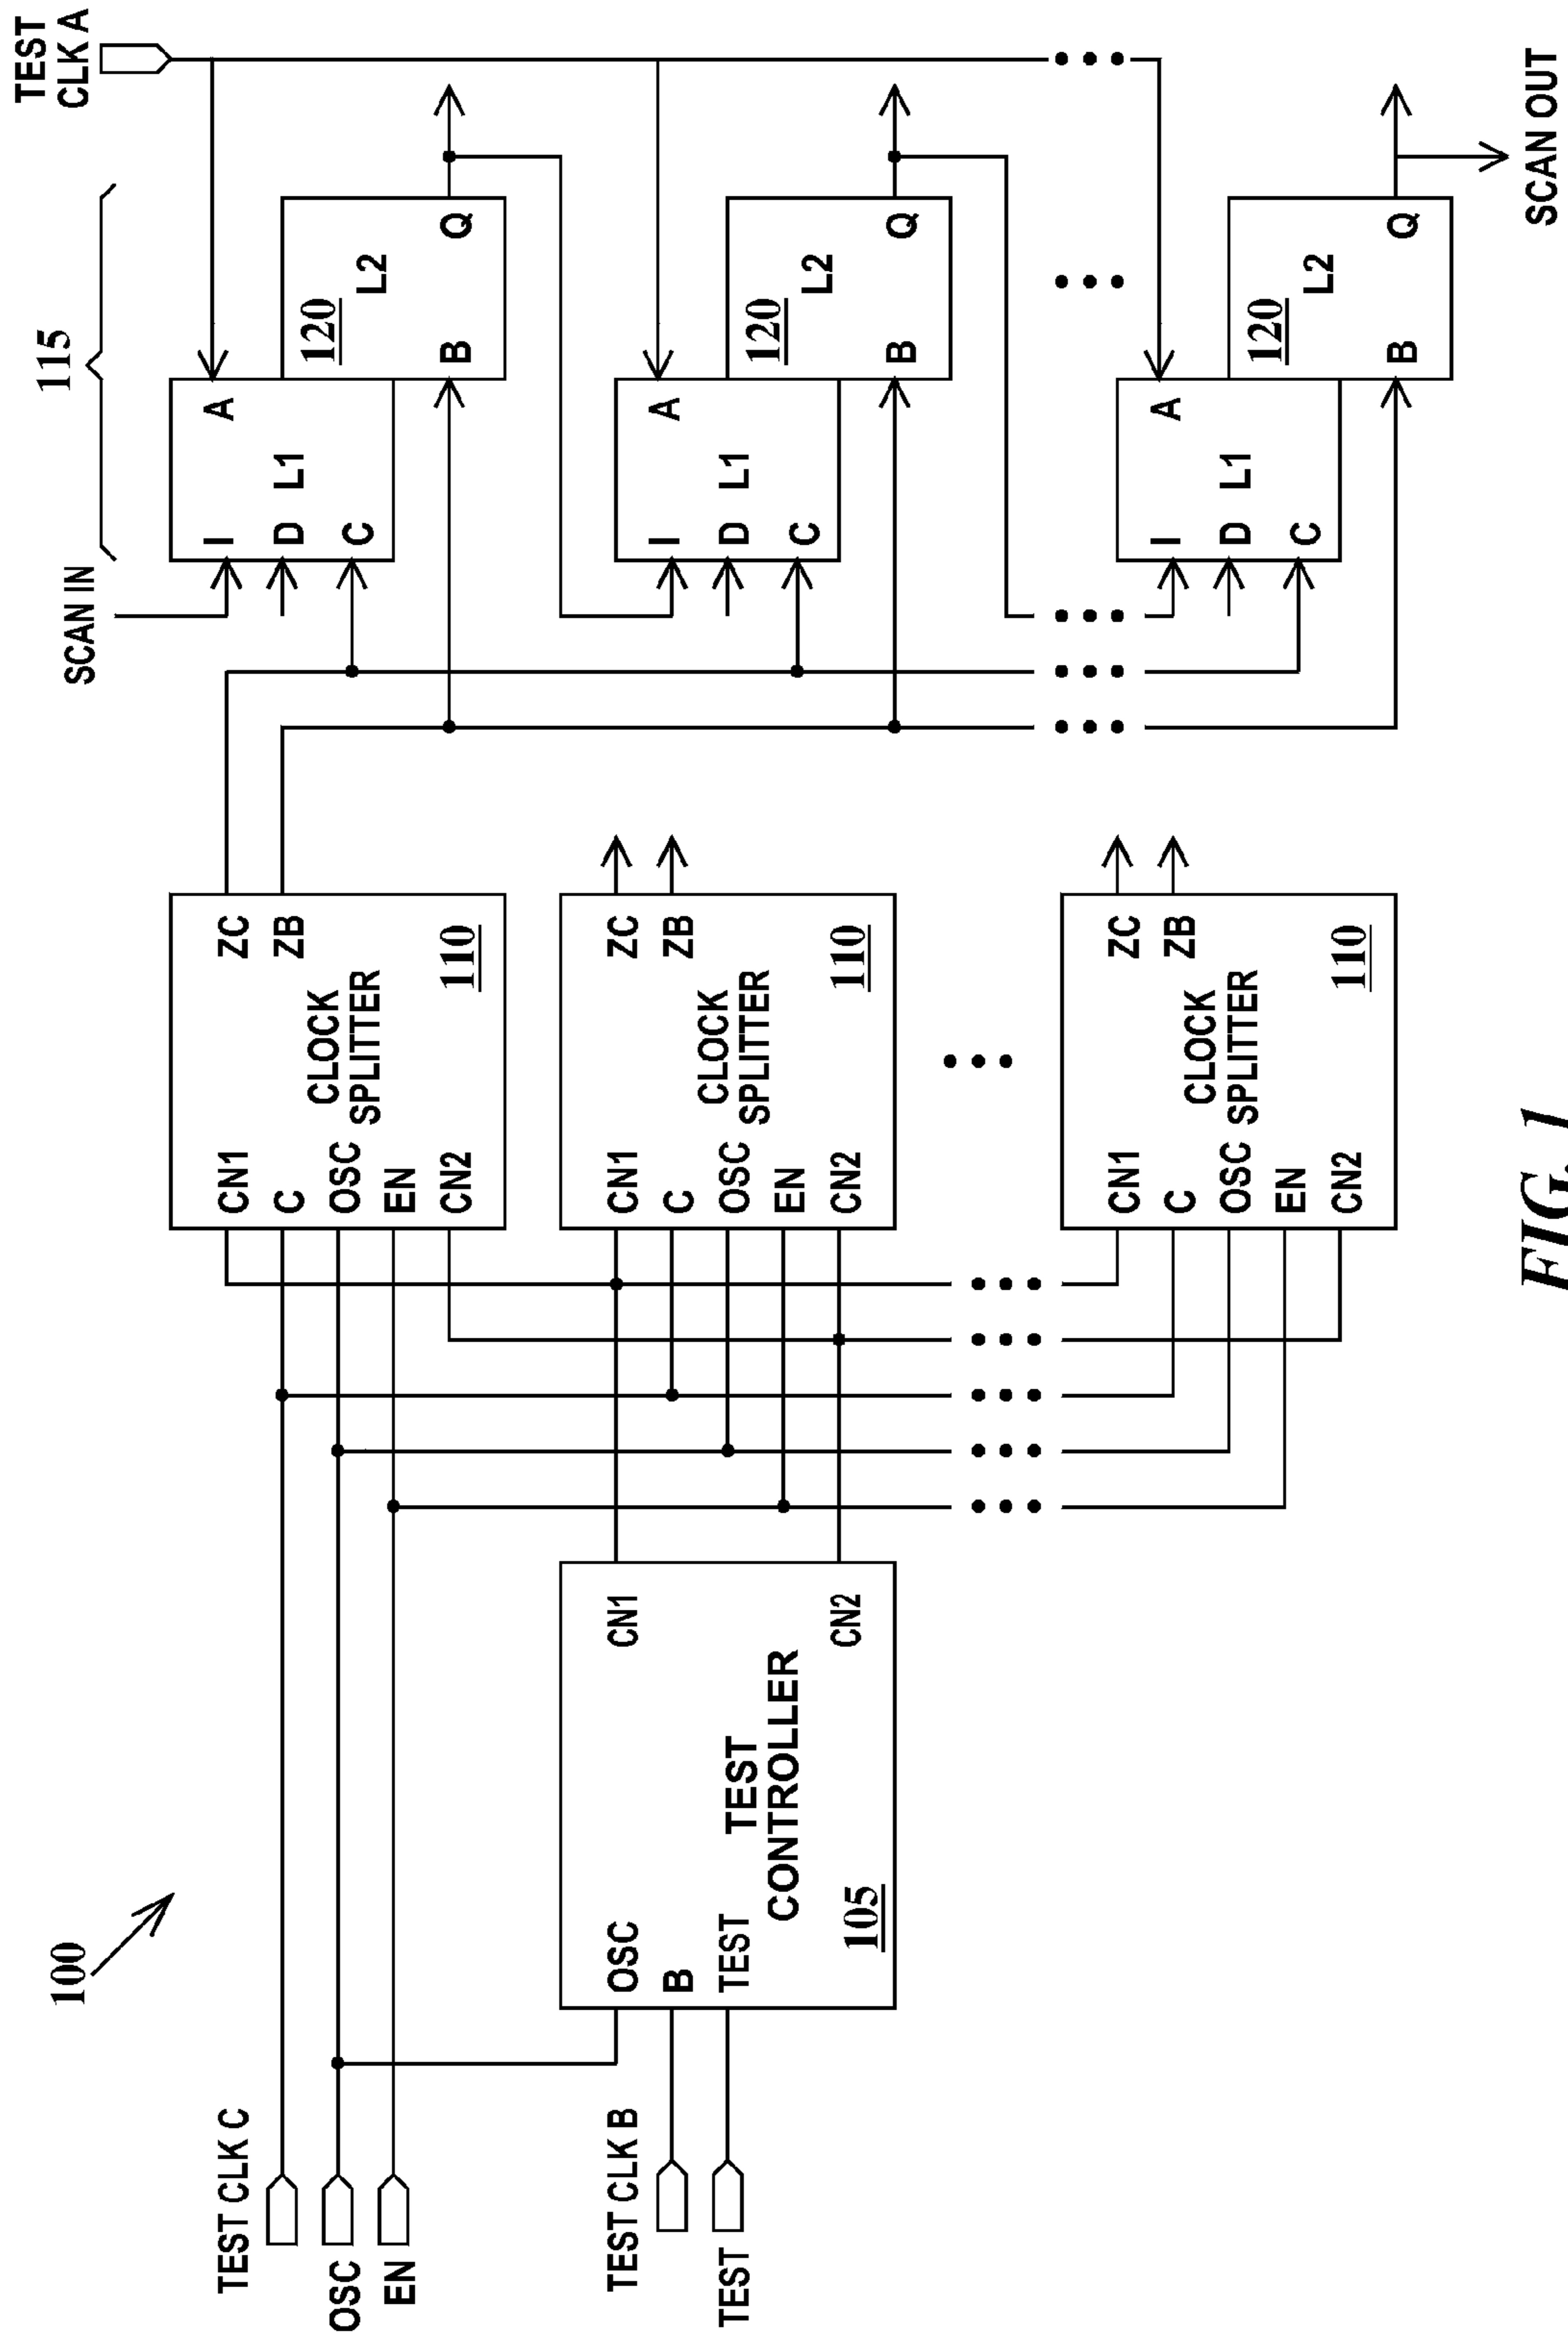 100
115
TEST
CLK A
SCAN IN
I
D
C
L1
A
120
L2
B
Q
I
D
C
L1
A
120
L2
B
Q
I
D
C
L1
A
120
L2
B
Q
SCAN OUT
TEST CLK C
OSC
EN
TEST CLK B
TEST
OSC
B
TEST
TEST
CONTROLLER
105
CN1
CN2
CN1
C
OSC
EN
CN2
CLOCK
SPLITTER
ZC
ZB
110
CN1
C
OSC
EN
CN2
CLOCK
SPLITTER
ZC
ZB
110
CN1
C
OSC
EN
CN2
CLOCK
SPLITTER
ZC
ZB
110
FIG. 1